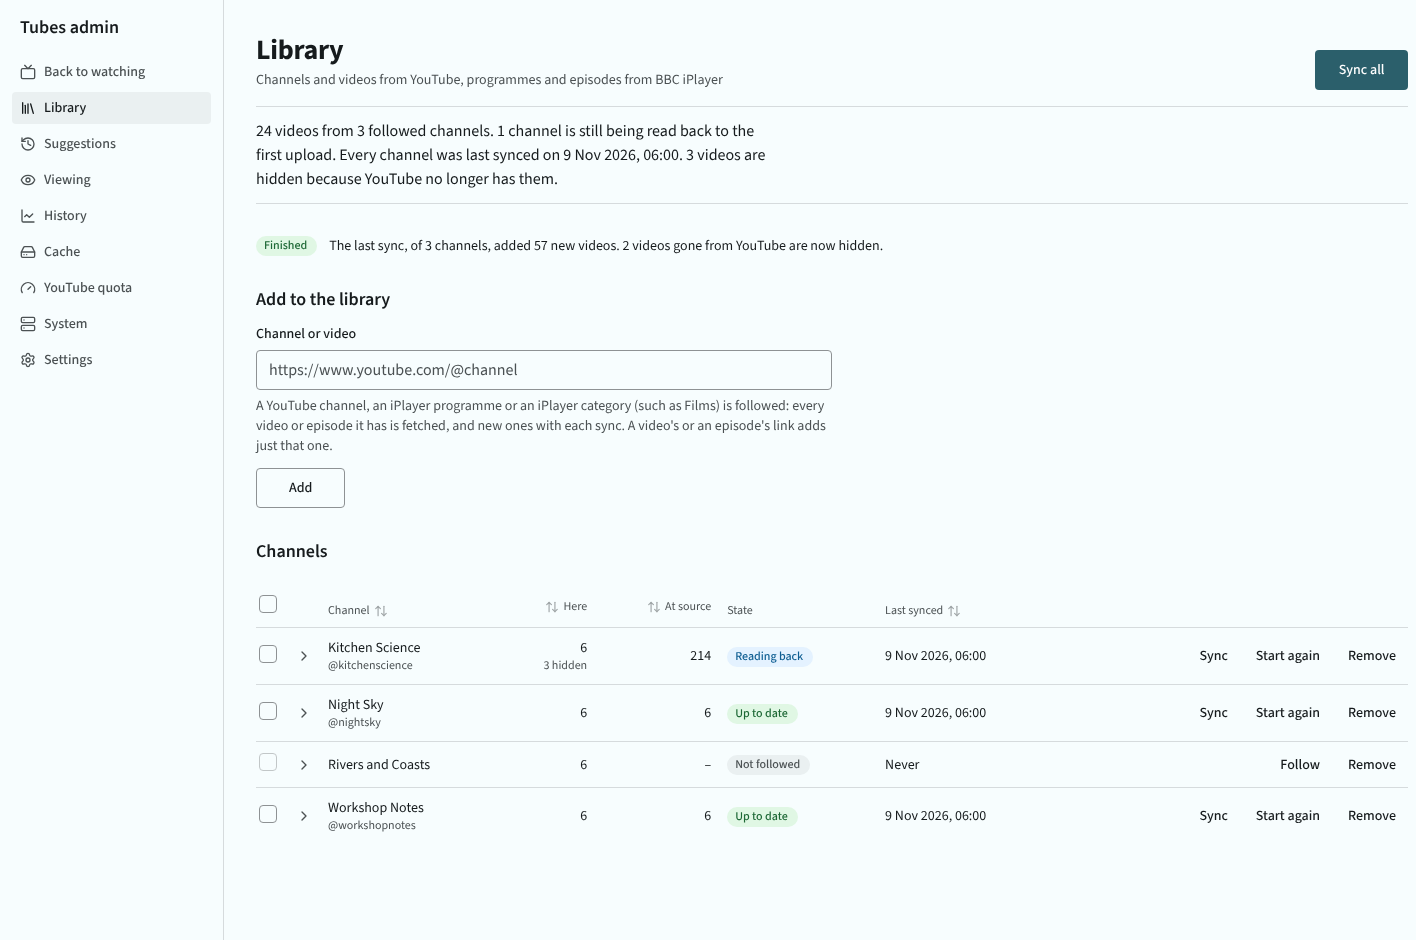 Tubes admin
Back to watching
Library
Suggestions
Viewing
History
Cache
YouTube quota
System
Settings
Library
Channels and videos from YouTube, programmes and episodes from BBC iPlayer
Sync all
24 videos from 3 followed channels. 1 channel is still being read back to the
first upload. Every channel was last synced on 9 Nov 2026, 06:00. 3 videos are
hidden because YouTube no longer has them.
Finished The last sync, of 3 channels, added 57 new videos. 2 videos gone from YouTube are now hidden.
Add to the library
Channel or video
https://www.youtube.com/@channel
A YouTube channel, an iPlayer programme or an iPlayer category (such as Films) is followed: every
video or episode it has is fetched, and new ones with each sync. A video's or an episode's link adds
just that one.
Add
Channels
Channel Here At source State Last synced
Kitchen Science 6 214 Reading back 9 Nov 2026, 06:00 Sync Start again Remove
@kitchenscience 3 hidden
Night Sky 6 6 Up to date 9 Nov 2026, 06:00 Sync Start again Remove
@nightsky
Rivers and Coasts 6 – Not followed Never Follow Remove
Workshop Notes 6 6 Up to date 9 Nov 2026, 06:00 Sync Start again Remove
@workshopnotes